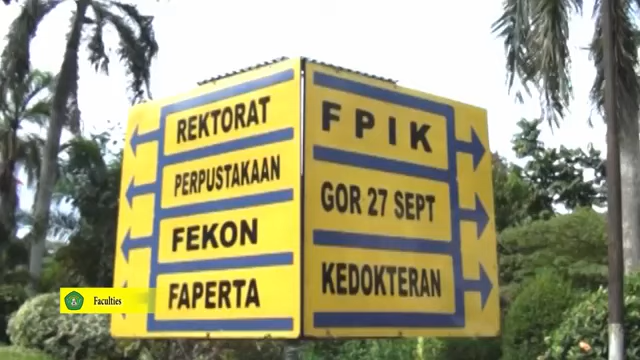 REKTORAT
PERPUSTAKAAN
FEKON
FAPERTA
FPIK
GOR 27 SEPT
KEDOKTERAN
Faculties